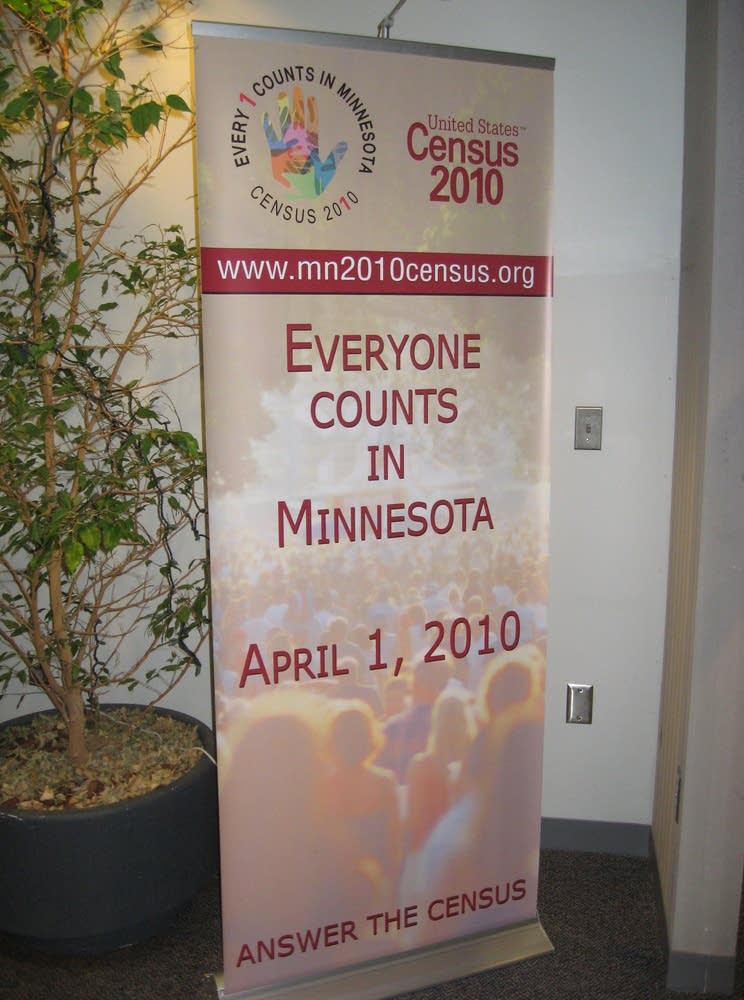 EVERY 1 COUNTS IN MINNESOTA
CENSUS 2010
United States™
Census
2010
www.mn2010census.org
EVERYONE
COUNTS
IN
MINNESOTA
APRIL 1, 2010
ANSWER THE CENSUS